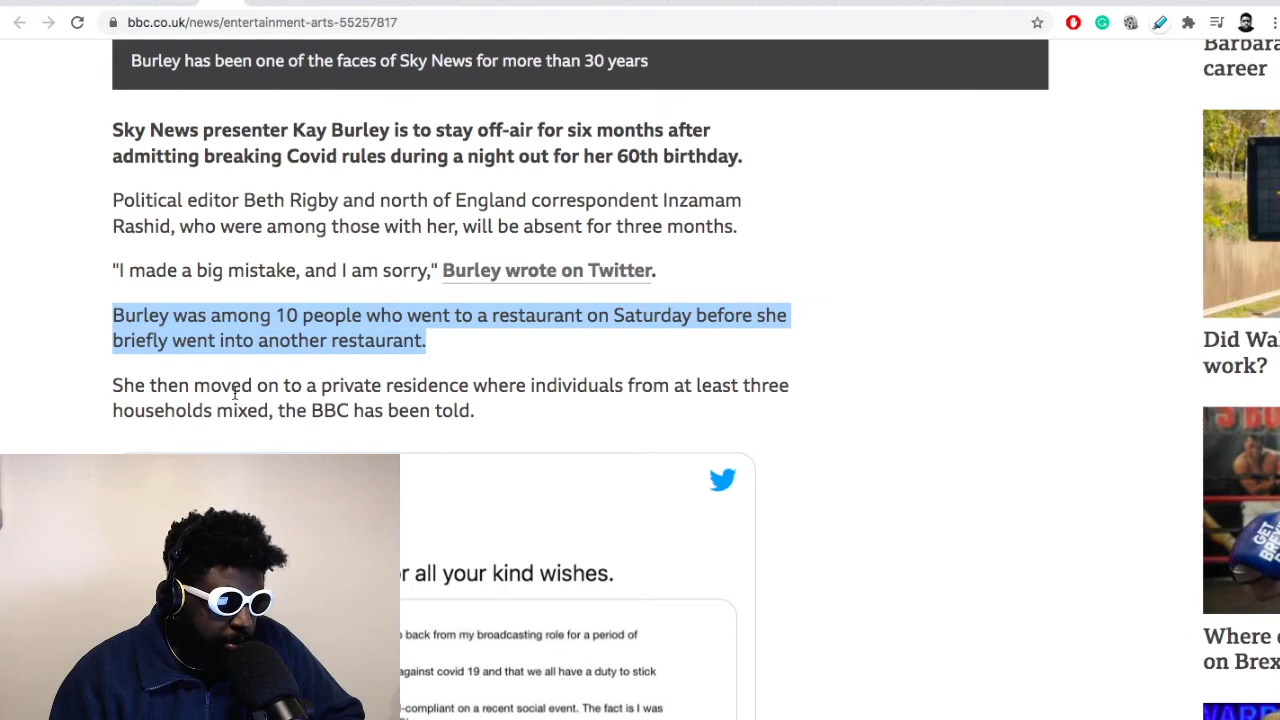 bbc.co.uk/news/entertainment-arts-55257817
Burley has been one of the faces of Sky News for more than 30 years
Sky News presenter Kay Burley is to stay off-air for six months after
admitting breaking Covid rules during a night out for her 60th birthday.
Political editor Beth Rigby and north of England correspondent Inzamam
Rashid, who were among those with her, will be absent for three months.
"I made a big mistake, and I am sorry," Burley wrote on Twitter.
Burley was among 10 people who went to a restaurant on Saturday before she
briefly went into another restaurant.
She then moved on to a private residence where individuals from at least three
households mixed, the BBC has been told.
all your kind wishes.
back from my broadcasting role for a period of
against covid 19 and that we all have a duty to stick
-compliant on a recent social event. The fact is I was
Barbara
career
Did Wa
work?
GET
BREX
Where
on Brex